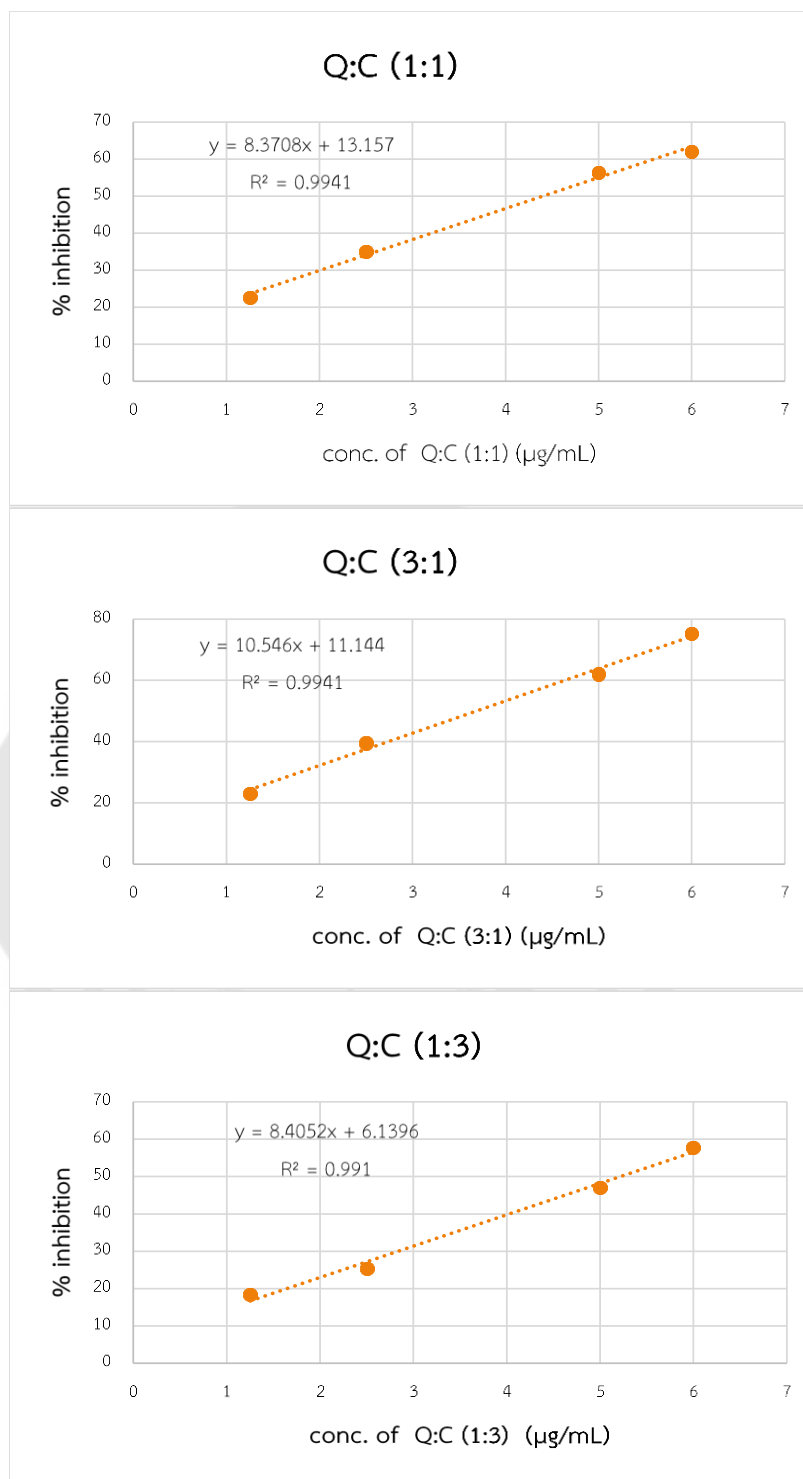 Q:C (1:1)
70
60
50
40
30
20
10
0
% inhibition
y = 8.3708x + 13.157
R² = 0.9941
0 1 2 3 4 5 6 7
conc. of Q:C (1:1) (µg/mL)
Q:C (3:1)
80
60
40
20
0
% inhibition
y = 10.546x + 11.144
R² = 0.9941
0 1 2 3 4 5 6 7
conc. of Q:C (3:1) (µg/mL)
Q:C (1:3)
70
60
50
40
30
20
10
0
% inhibition
y = 8.4052x + 6.1396
R² = 0.991
0 1 2 3 4 5 6 7
conc. of Q:C (1:3) (µg/mL)